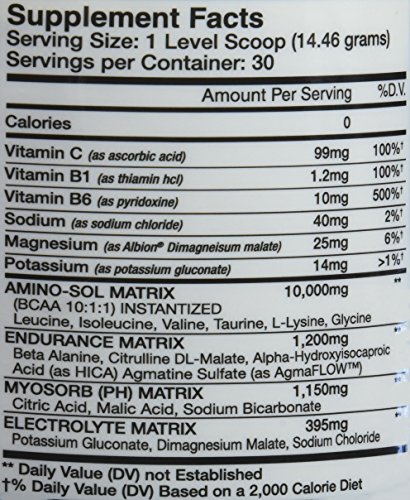 Supplement Facts
Serving Size: 1 Level Scoop (14.46 grams)
Servings per Container: 30
Amount Per Serving %D.V.
Calories 0
Vitamin C (as ascorbic acid) 99mg 100%†
Vitamin B1 (as thiamin hcl) 1.2mg 100%†
Vitamin B6 (as pyridoxine) 10mg 500%†
Sodium (as sodium chloride) 40mg 2%†
Magnesium (as Albion® Dimagneisum malate) 25mg 6%†
Potassium (as potassium gluconate) 14mg >1%†
AMINO-SOL MATRIX 10,000mg **
(BCAA 10:1:1) INSTANTIZED
Leucine, Isoleucine, Valine, Taurine, L-Lysine, Glycine
ENDURANCE MATRIX 1,200mg **
Beta Alanine, Citrulline DL-Malate, Alpha-Hydroxyisocaproic
Acid (as HICA) Agmatine Sulfate (as AgmaFLOW™)
MYOSORB (PH) MATRIX 1,150mg **
Citric Acid, Malic Acid, Sodium Bicarbonate
ELECTROLYTE MATRIX 395mg **
Potassium Gluconate, Dimagnesium Malate, Sodium Choloride
** Daily Value (DV) not Established
†% Daily Value (DV) Based on a 2,000 Calorie Diet